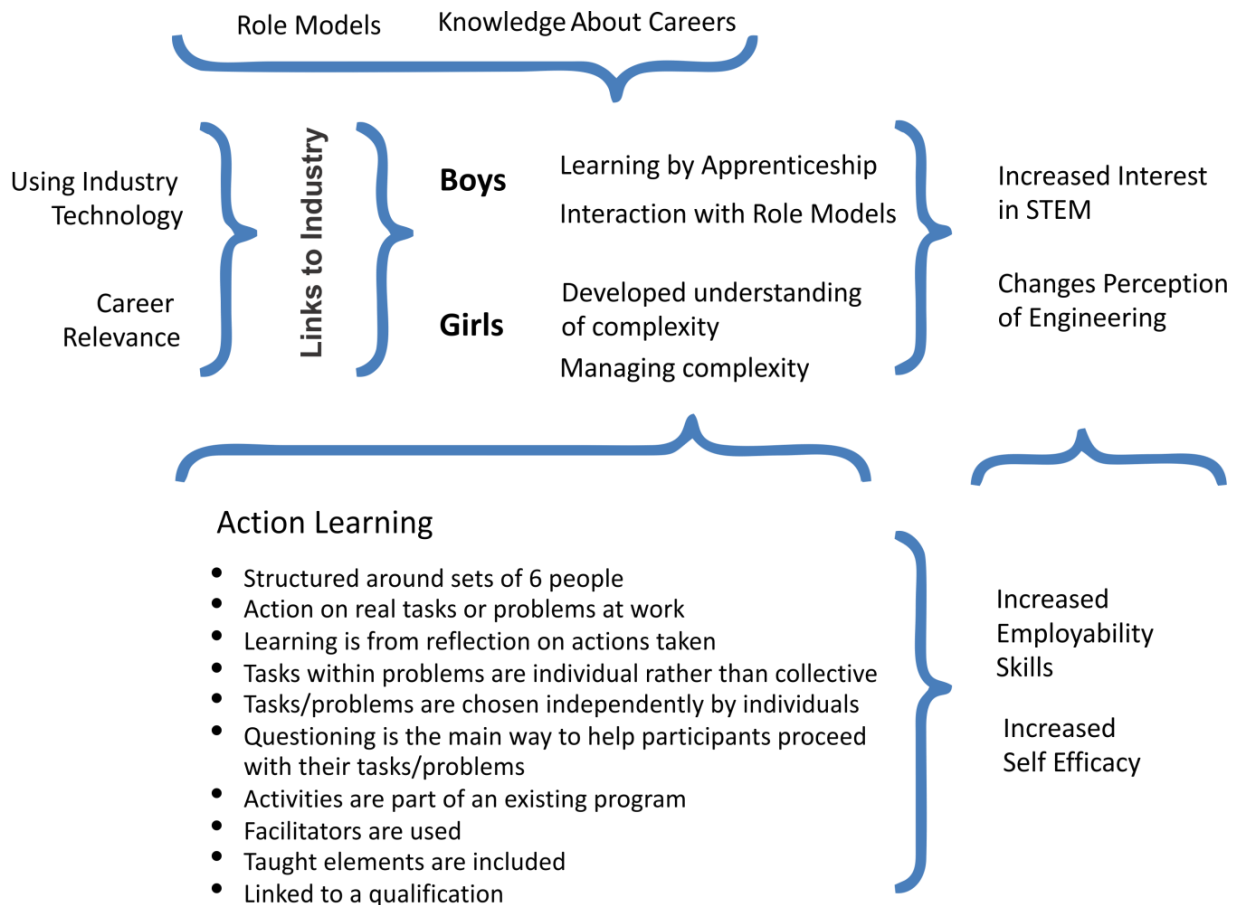 Role Models
Knowledge About Careers
Using Industry
Technology
Career
Relevance
Links to Industry
Boys
Learning by Apprenticeship
Interaction with Role Models
Girls
Developed understanding
of complexity
Managing complexity
Increased Interest
in STEM
Changes Perception
of Engineering
Action Learning
• Structured around sets of 6 people
• Action on real tasks or problems at work
• Learning is from reflection on actions taken
• Tasks within problems are individual rather than collective
• Tasks/problems are chosen independently by individuals
• Questioning is the main way to help participants proceed
with their tasks/problems
• Activities are part of an existing program
• Facilitators are used
• Taught elements are included
• Linked to a qualification
Increased
Employability
Skills
Increased
Self Efficacy